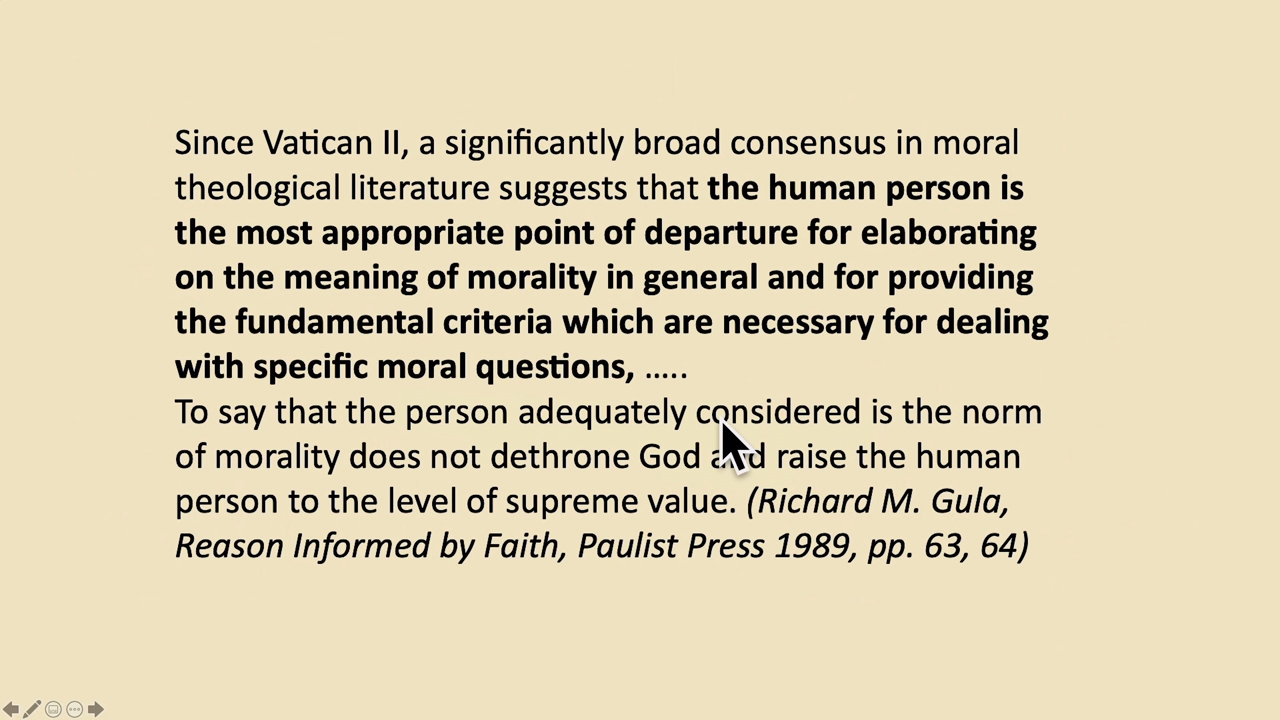 Since Vatican II, a significantly broad consensus in moral
theological literature suggests that the human person is
the most appropriate point of departure for elaborating
on the meaning of morality in general and for providing
the fundamental criteria which are necessary for dealing
with specific moral questions, .....
To say that the person adequately considered is the norm
of morality does not dethrone God and raise the human
person to the level of supreme value. (Richard M. Gula,
Reason Informed by Faith, Paulist Press 1989, pp. 63, 64)